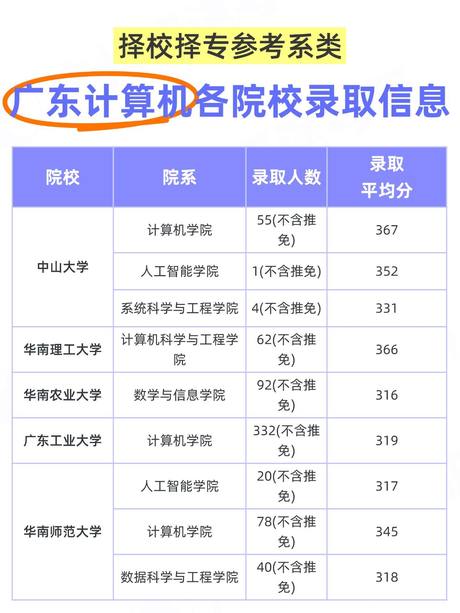 择校择专参考系类
广东计算机各院校录取信息
院校 院系 录取人数 录取
平均分
中山大学 计算机学院 55(不含推
免) 367
人工智能学院 1(不含推免) 352
系统科学与工程学院 4(不含推免) 331
华南理工大学 计算机科学与工程学
院 62(不含推
免) 366
华南农业大学 数学与信息学院 92(不含推
免) 316
广东工业大学 计算机学院 332(不含推
免) 319
华南师范大学 人工智能学院 20(不含推
免) 317
计算机学院 78(不含推
免) 345
数据科学与工程学院 40(不含推
免) 318